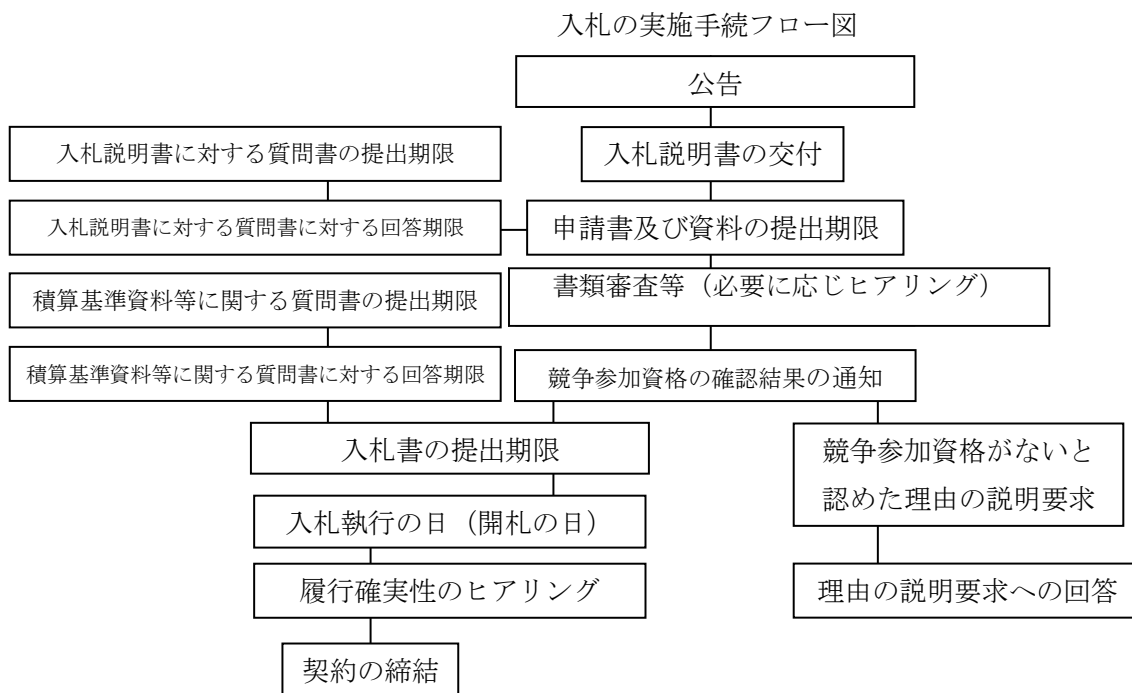 入札の実施手続フロー図
公告
入札説明書に対する質問書の提出期限
入札説明書の交付
入札説明書に対する質問書に対する回答期限
申請書及び資料の提出期限
書類審査等（必要に応じヒアリング）
積算基準資料等に関する質問書の提出期限
積算基準資料等に関する質問書に対する回答期限
競争参加資格の確認結果の通知
入札書の提出期限
競争参加資格がないと
認めた理由の説明要求
入札執行の日（開札の日）
履行確実性のヒアリング
理由の説明要求への回答
契約の締結